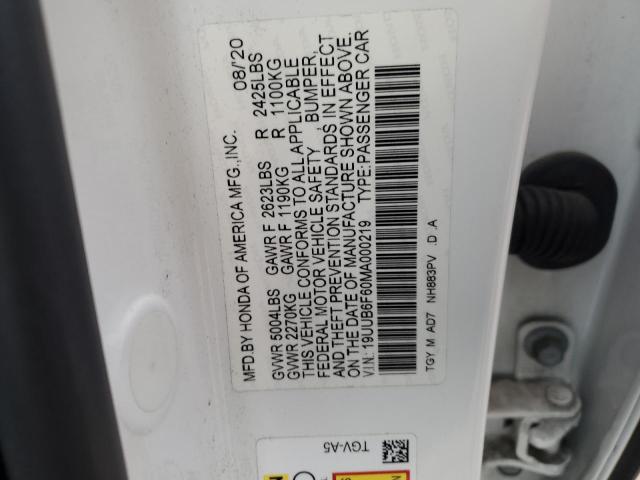 MFD.BY HONDA OF AMERICA MFG.,INC. 08/'20
GVWR 5004LBS GAWR F 2623LBS R 2425LBS
GVWR 2270KG GAWR F 1190KG R 1100KG
THIS VEHICLE CONFORMS TO ALL APPLICABLE
FEDERAL MOTOR VEHICLE SAFETY , BUMPER,
AND THEFT PREVENTION STANDARDS IN EFFECT
ON THE DATE OF MANUFACTURE SHOWN ABOVE.
V.I.N: 19UUB6F60MA000219 TYPE:PASSENGER CAR
TGY M AD7 NH883PV . D .A
TGV-A5